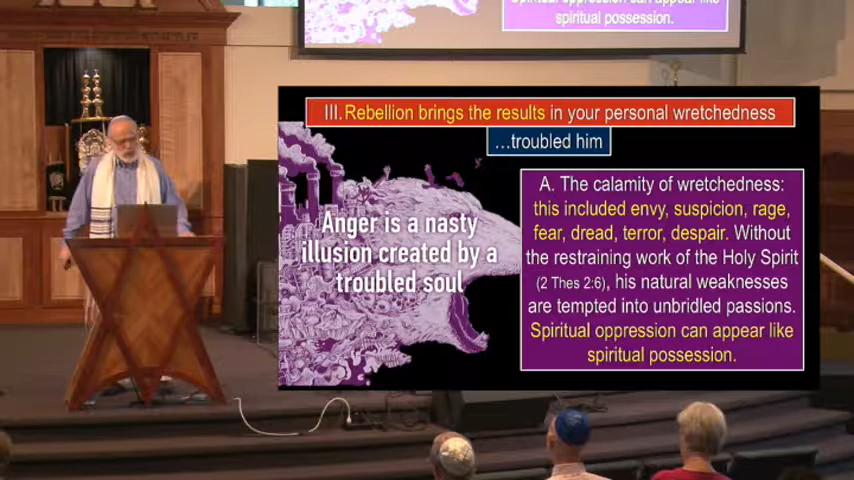 Spiritual oppression can appear like
spiritual possession.
III. Rebellion brings the results in your personal wretchedness
...troubled him
Anger is a nasty
illusion created by a
troubled soul
A. The calamity of wretchedness:
this included envy, suspicion, rage,
fear, dread, terror, despair. Without
the restraining work of the Holy Spirit
(2 Thes 2:6), his natural weaknesses
are tempted into unbridled passions.
Spiritual oppression can appear like
spiritual possession.